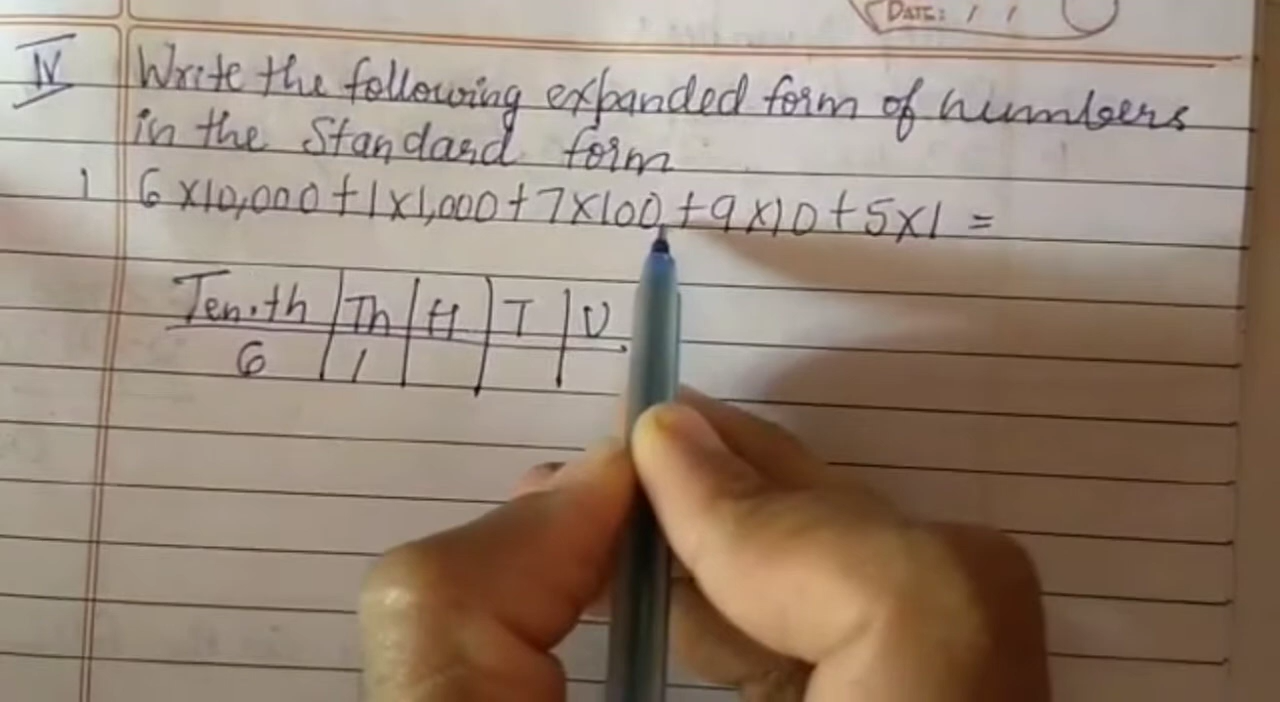 DATE: / /
IV Write the following expanded form of numbers
in the Standard form
1 6 ×10,000 + 1×1,000 + 7×100 + 9×10 + 5×1 =
Ten.th Th H T U
6 1